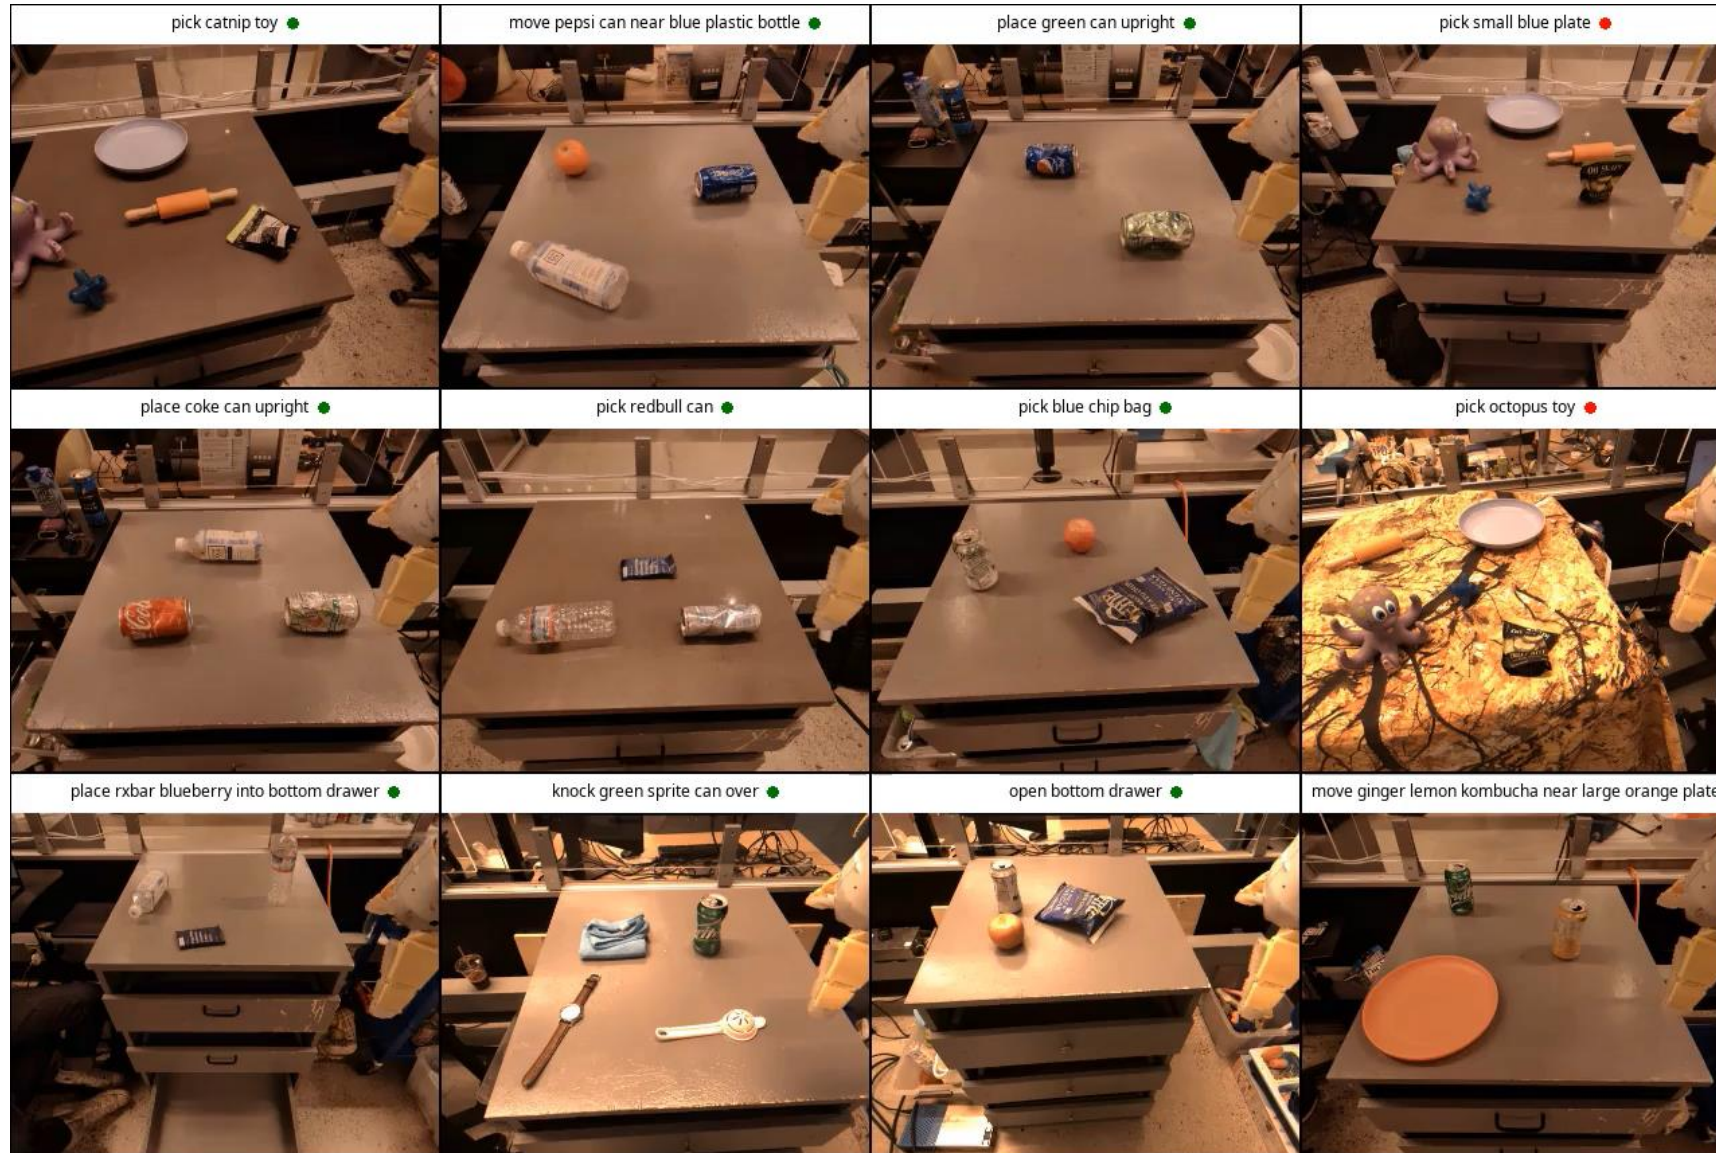 pick catnip toy
move pepsi can near blue plastic bottle
place green can upright
pick small blue plate
place coke can upright
pick redbull can
pick blue chip bag
pick octopus toy
place rxbar blueberry into bottom drawer
knock green sprite can over
open bottom drawer
move ginger lemon kombucha near large orange plate